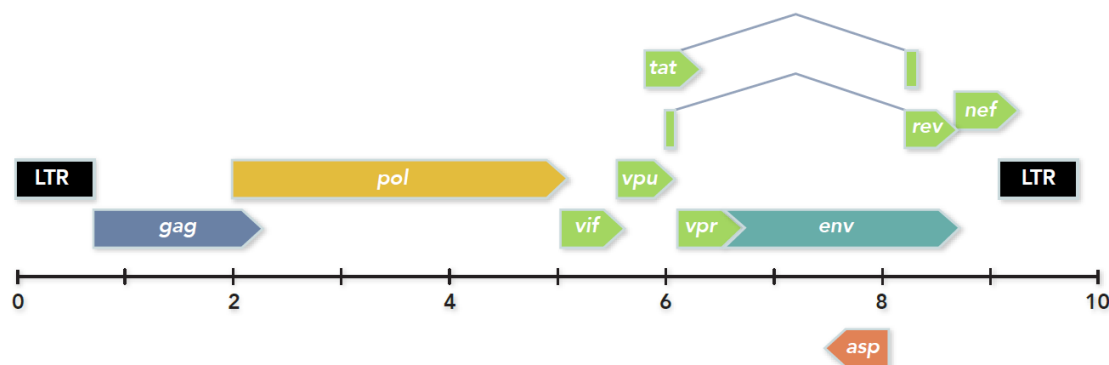 tat
nef
rev
LTR pol vpu LTR
gag vif vpr env
0 2 4 6 8 10
asp